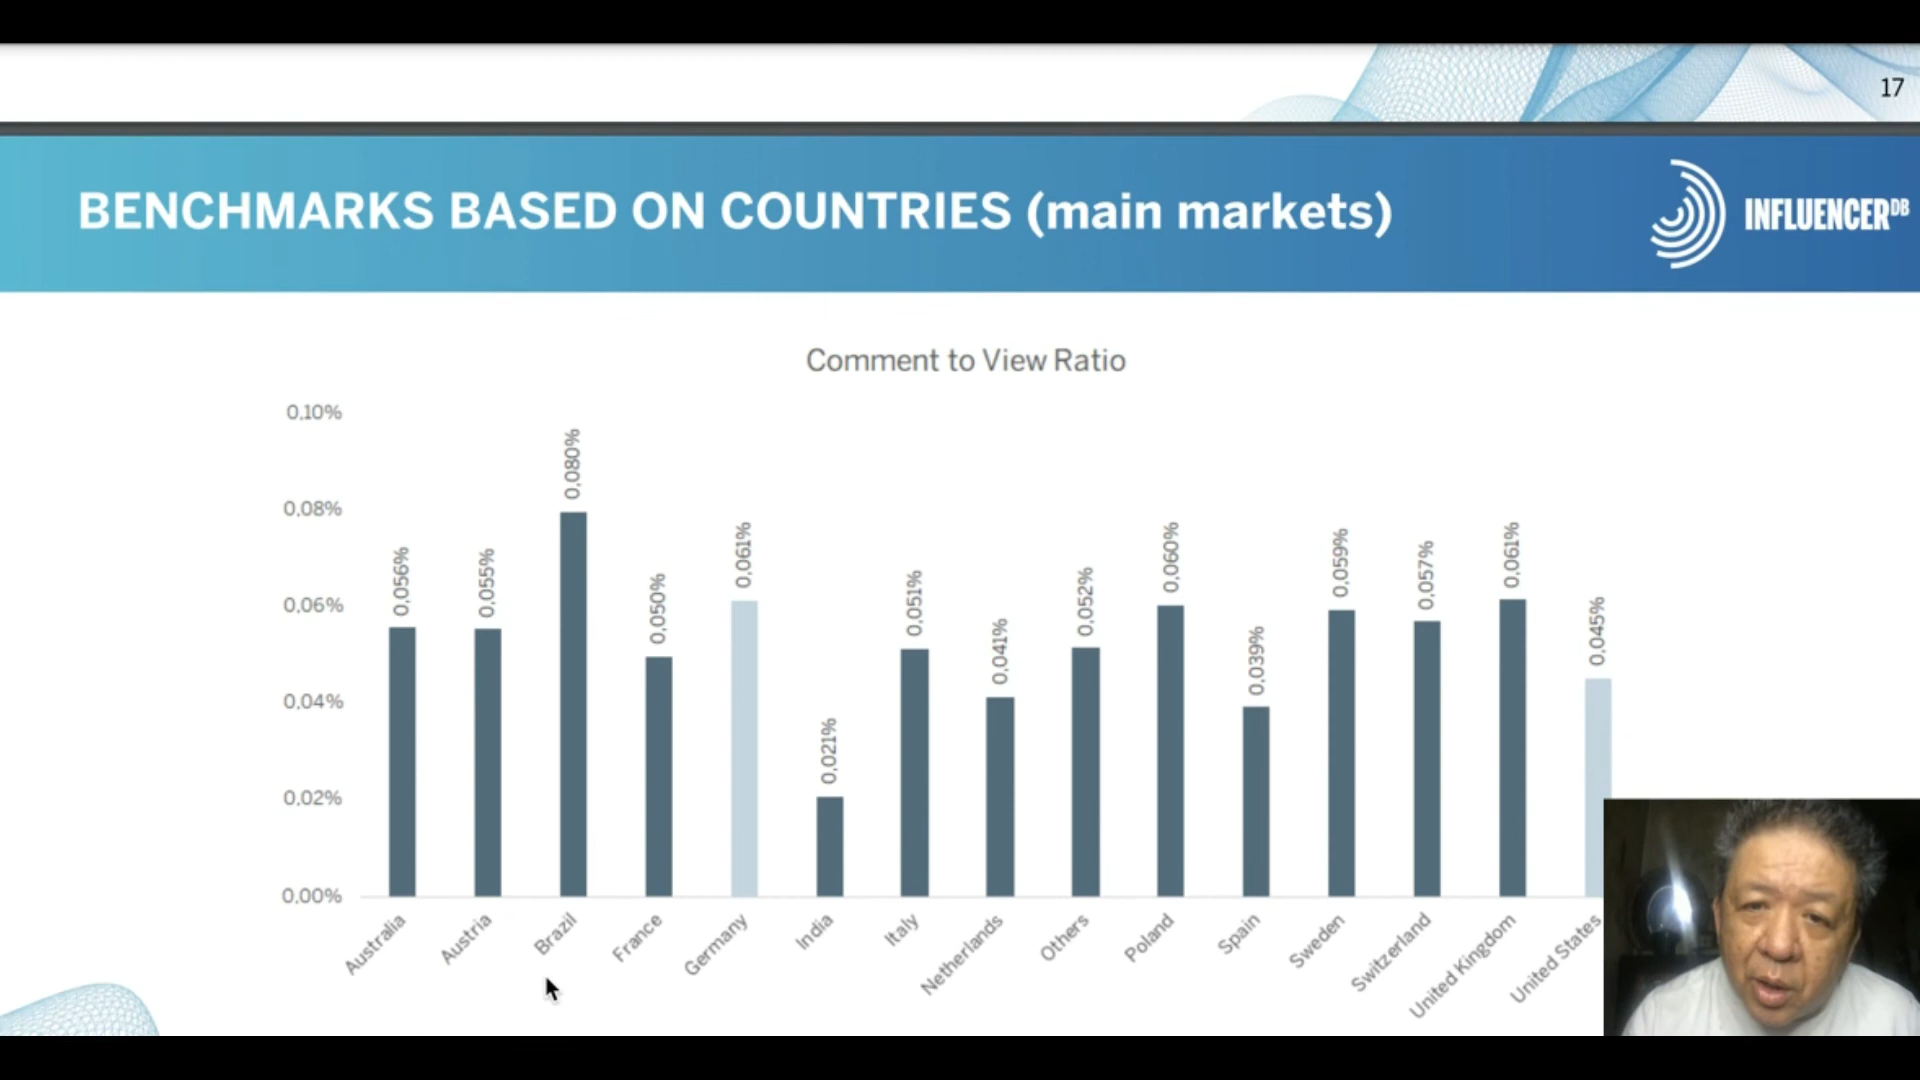 17
BENCHMARKS BASED ON COUNTRIES (main markets)
INFLUENCERDB
Comment to View Ratio
0,10%
0,08%
0,06%
0,04%
0,02%
0,00%
0,056%
0,055%
0,080%
0,050%
0,061%
0,021%
0,051%
0,041%
0,052%
0,060%
0,039%
0,059%
0,057%
0,061%
0,045%
Australia
Austria
Brazil
France
Germany
India
Italy
Netherlands
Others
Poland
Spain
Sweden
Switzerland
United Kingdom
United States